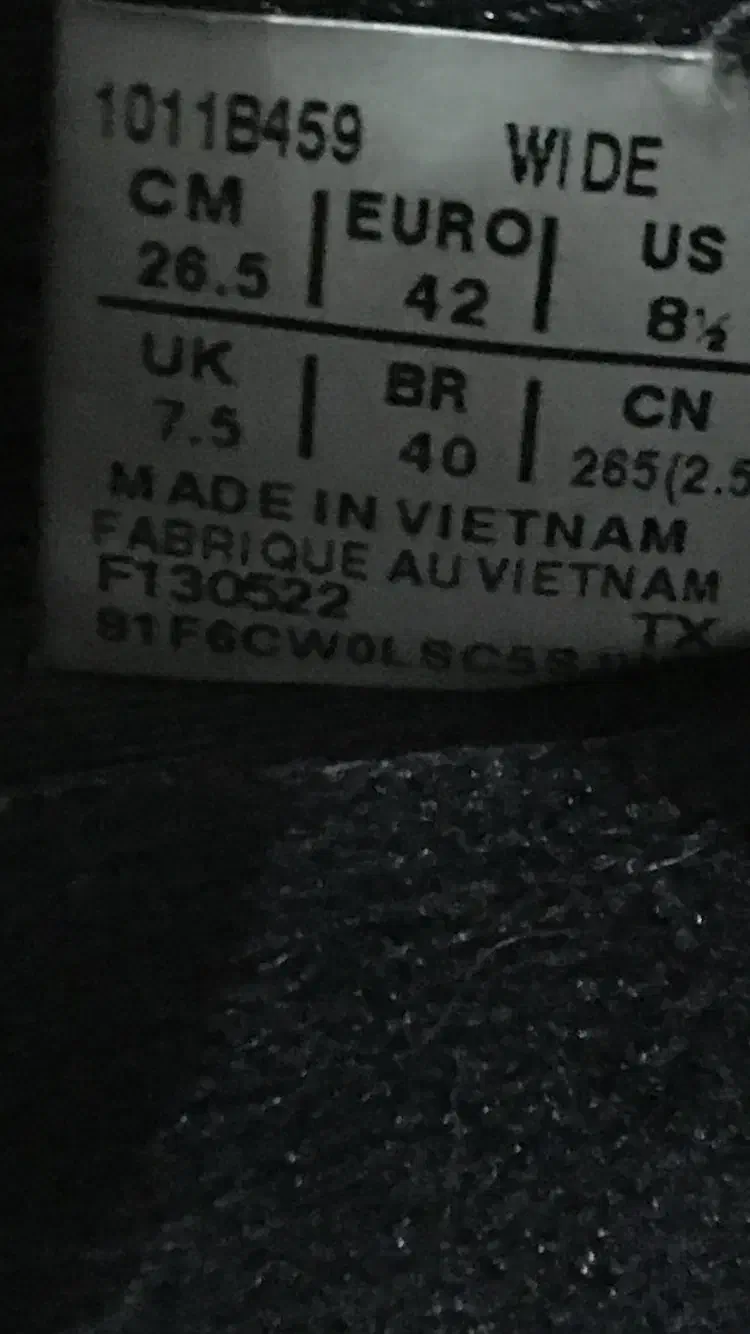 1011B459 WIDE
CM | EURO | US
26.5 | 42 | 8½
UK | BR | CN
7.5 | 40 | 265(2.5
MADE IN VIETNAM
FABRIQUE AU VIETNAM
F130522 TX